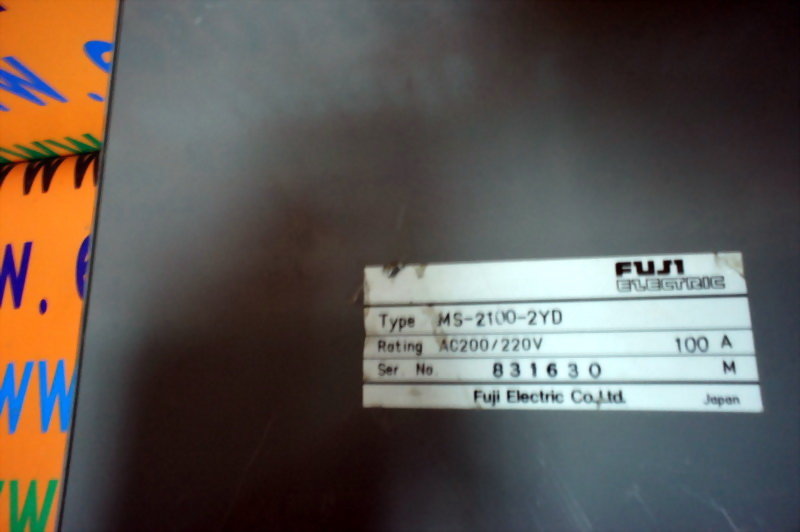 FUJI
ELECTRIC
Type MS-2100-2YD
Rating AC200/220V 100 A
Ser No. 831630 M
Fuji Electric Co.,Ltd.
Japan